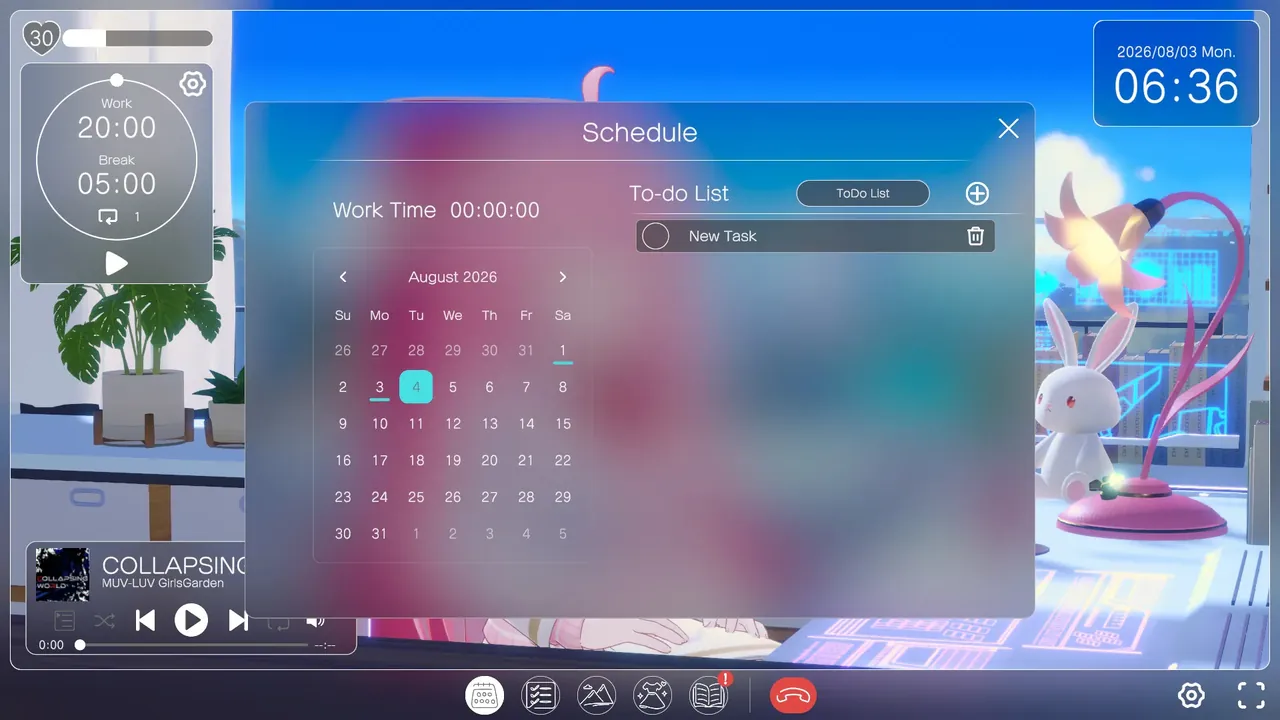 30
2026/08/03 Mon.
06:36
Work
20:00
Break
05:00
1
Schedule
Work Time 00:00:00
To-do List
ToDo List
New Task
August 2026
Su Mo Tu We Th Fr Sa
26 27 28 29 30 31 1
2 3 4 5 6 7 8
9 10 11 12 13 14 15
16 17 18 19 20 21 22
23 24 25 26 27 28 29
30 31 1 2 3 4 5
COLLAPSING WORLD
COLLAPSING
MUV-LUV GirlsGarden
0:00
--:--
!